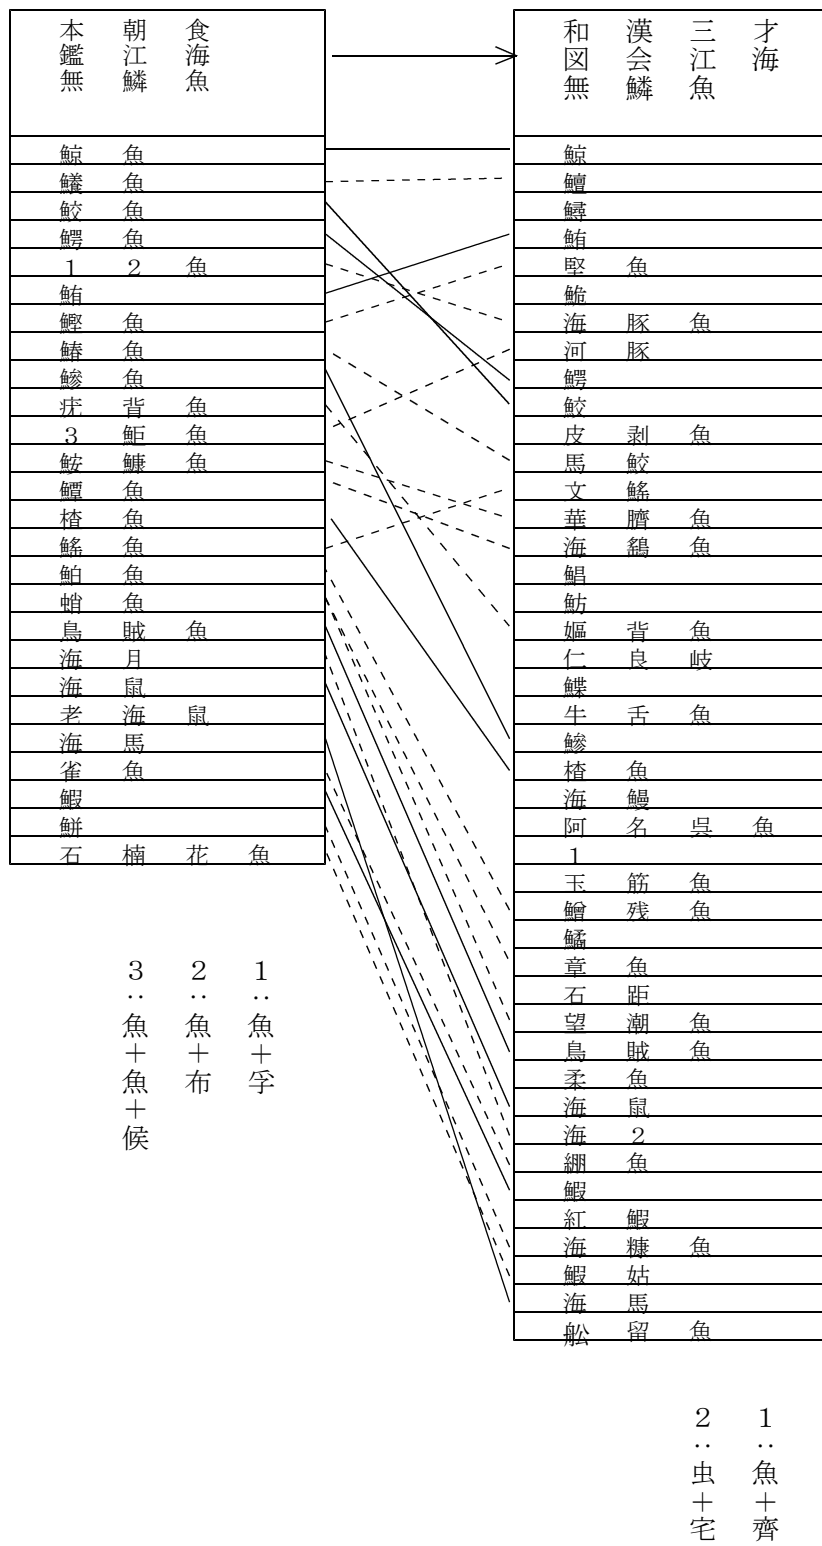 本朝食
鑑江海
無鱗魚
鯨魚
鱶魚
鮫魚
鰐魚
1 2 魚
鮪
鰹魚
鰆魚
鰺魚
疣背魚
3 鮔魚
鮟鱇魚
鱏魚
楂魚
鰩魚
鮊魚
蛸魚
烏賊魚
海月
海鼠
老海鼠
海馬
雀魚
鰕
鮩
石楠花魚
1：魚＋孚
2：魚＋布
3：魚＋魚＋候
和漢三才
図会江海
無鱗魚
鯨
鱣
鱘
鮪
堅魚
鮠
海豚魚
河豚
鰐
鮫
皮剥魚
馬鮫
文鰩
華臍魚
海鷂魚
鯧
魴
嫗背魚
仁良岐
鰈
牛舌魚
鰺
楂魚
海鰻
阿名呉魚
1
玉筋魚
鱠残魚
鱊
章魚
石距
望潮魚
烏賊魚
柔魚
海鼠
海 2
綳魚
鰕
紅鰕
海糠魚
鰕姑
海馬
舩留魚
1：魚＋齊
2：虫＋宅